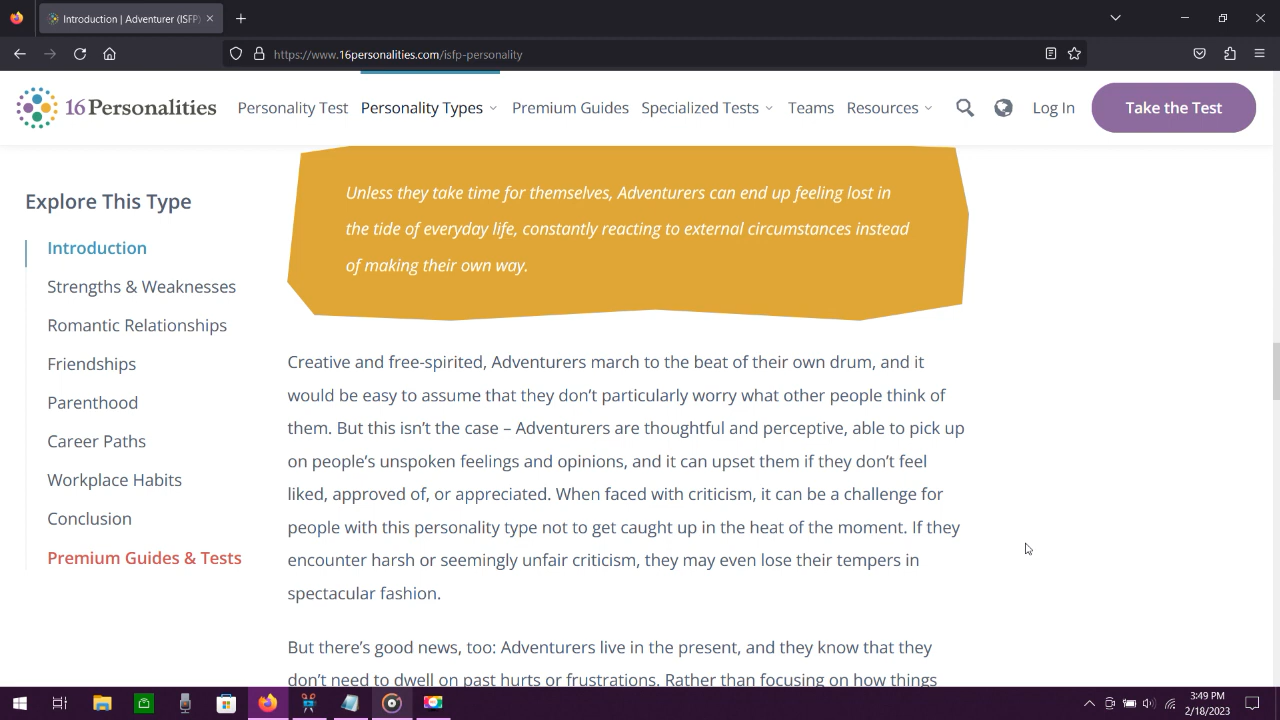 Introduction | Adventurer (ISFP)
https://www.16personalities.com/isfp-personality
16Personalities
Personality Test
Personality Types
Premium Guides
Specialized Tests
Teams
Resources
Log In
Take the Test
Explore This Type
Introduction
Strengths & Weaknesses
Romantic Relationships
Friendships
Parenthood
Career Paths
Workplace Habits
Conclusion
Premium Guides & Tests
Unless they take time for themselves, Adventurers can end up feeling lost in
the tide of everyday life, constantly reacting to external circumstances instead
of making their own way.
Creative and free-spirited, Adventurers march to the beat of their own drum, and it
would be easy to assume that they don’t particularly worry what other people think of
them. But this isn’t the case – Adventurers are thoughtful and perceptive, able to pick up
on people’s unspoken feelings and opinions, and it can upset them if they don’t feel
liked, approved of, or appreciated. When faced with criticism, it can be a challenge for
people with this personality type not to get caught up in the heat of the moment. If they
encounter harsh or seemingly unfair criticism, they may even lose their tempers in
spectacular fashion.
But there’s good news, too: Adventurers live in the present, and they know that they
don’t need to dwell on past hurts or frustrations. Rather than focusing on how things
3:49 PM
2/18/2023